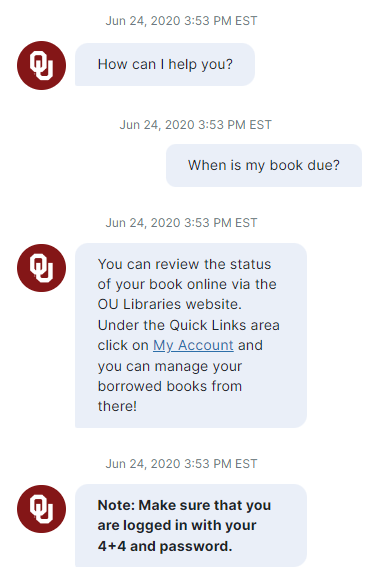 Jun 24, 2020 3:53 PM EST
OU
How can I help you?
Jun 24, 2020 3:53 PM EST
When is my book due?
Jun 24, 2020 3:53 PM EST
OU
You can review the status
of your book online via the
OU Libraries website.
Under the Quick Links area
click on My Account and
you can manage your
borrowed books from
there!
Jun 24, 2020 3:53 PM EST
OU
Note: Make sure that you
are logged in with your
4+4 and password.